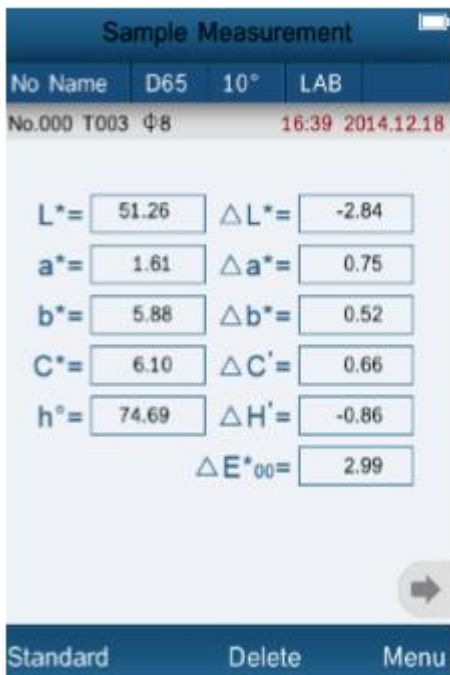 Sample Measurement
No Name D65 10° LAB
No.000 T003 Φ8 16:39 2014.12.18
L*= 51.26 △L*= -2.84
a*= 1.61 △a*= 0.75
b*= 5.88 △b*= 0.52
C*= 6.10 △C'= 0.66
h°= 74.69 △H'= -0.86
△E*00= 2.99
Standard Delete Menu